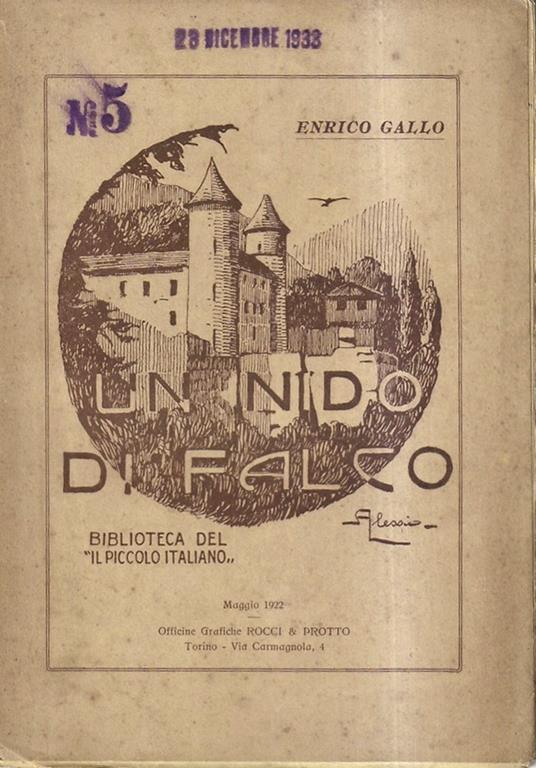 28 DICEMBRE 1933
N.5
ENRICO GALLO
UN NIDO
DI FALCO
Alessio
BIBLIOTECA DEL
"IL PICCOLO ITALIANO„
Maggio 1922
Officine Grafiche ROCCI & PROTTO
Torino - Via Carmagnola, 4